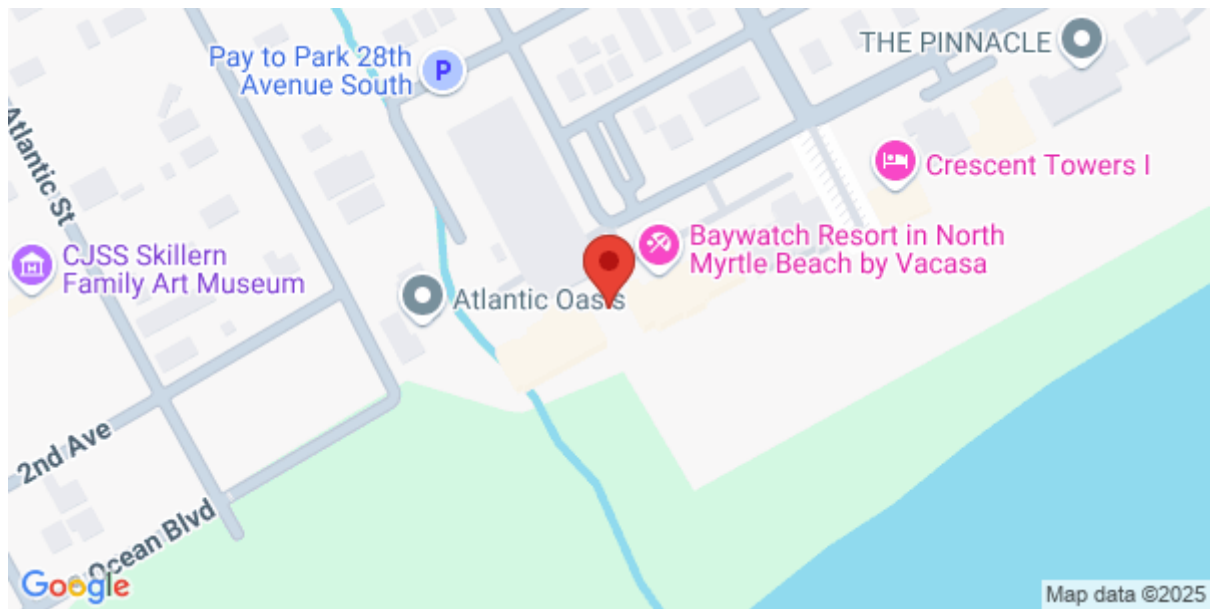 THE PINNACLE
Pay to Park 28th
Avenue South
P
Crescent Towers I
Atlantic St
CJSS Skillern
Family Art Museum
Baywatch Resort in North
Myrtle Beach by Vacasa
Atlantic Oasis
2nd Ave
Ocean Blvd
Google
Map data ©2025